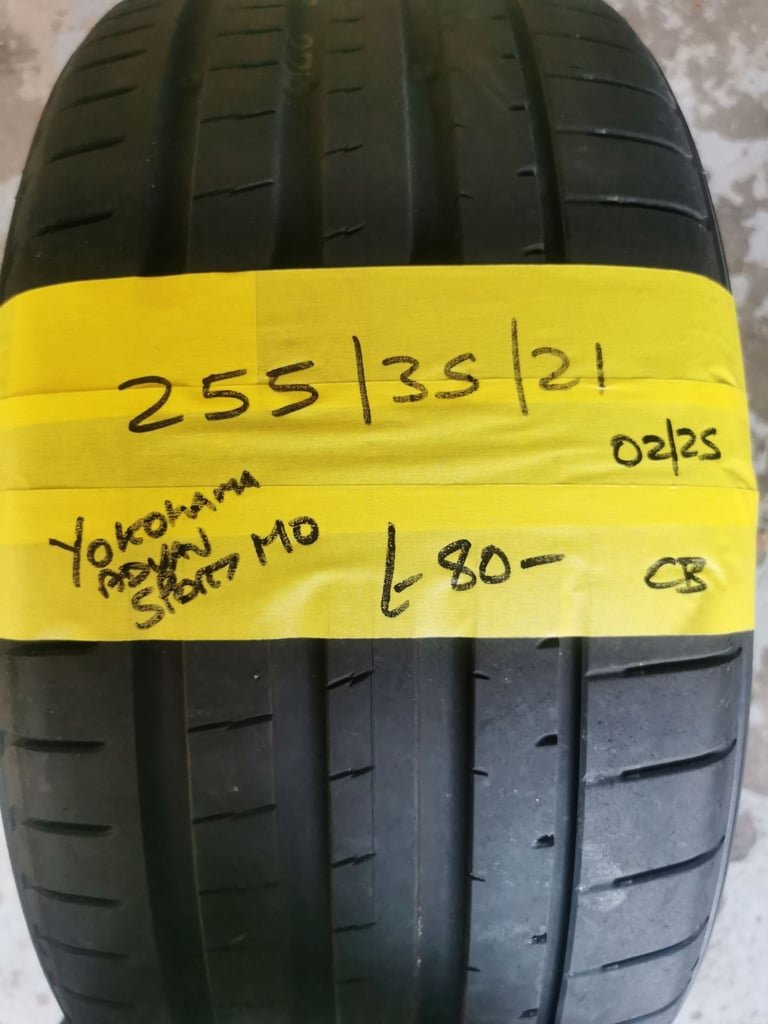 255/35/21
02/25
YOKOHAMA
ADVAN
SPORT MO
£-80-
CB